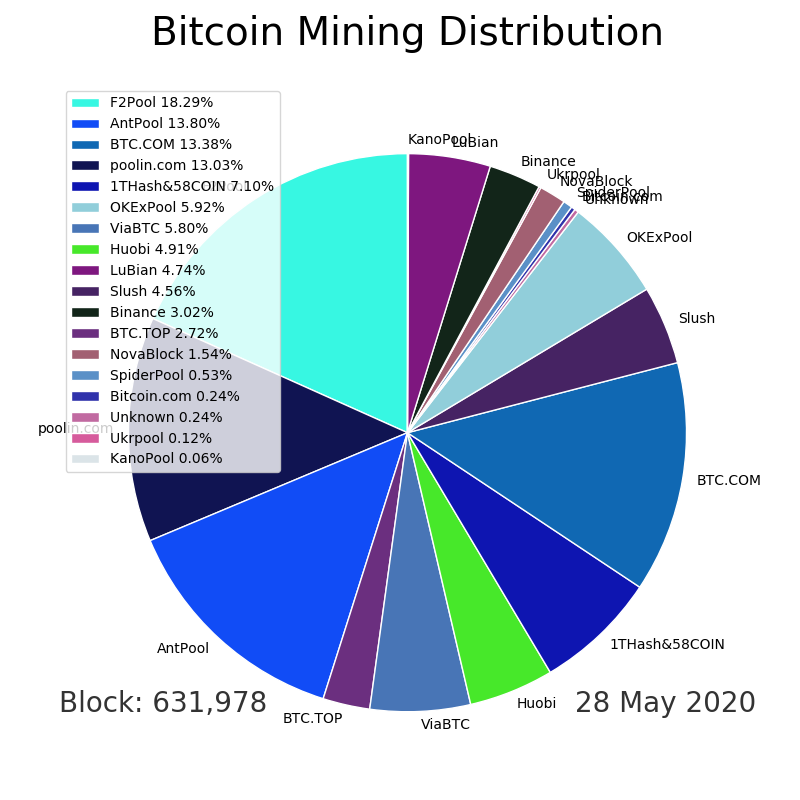 Bitcoin Mining Distribution
F2Pool 18.29%
AntPool 13.80%
BTC.COM 13.38%
poolin.com 13.03%
1THash&58COIN 7.10%
OKExPool 5.92%
ViaBTC 5.80%
Huobi 4.91%
LuBian 4.74%
Slush 4.56%
Binance 3.02%
BTC.TOP 2.72%
NovaBlock 1.54%
SpiderPool 0.53%
Bitcoin.com 0.24%
Unknown 0.24%
Ukrpool 0.12%
KanoPool 0.06%
KanoPool
LuBian
Binance
Ukrpool
NovaBlock
SpiderPool
Bitcoin.com
Unknown
OKExPool
Slush
BTC.COM
1THash&58COIN
Huobi
ViaBTC
BTC.TOP
AntPool
poolin.com
Block: 631,978
28 May 2020